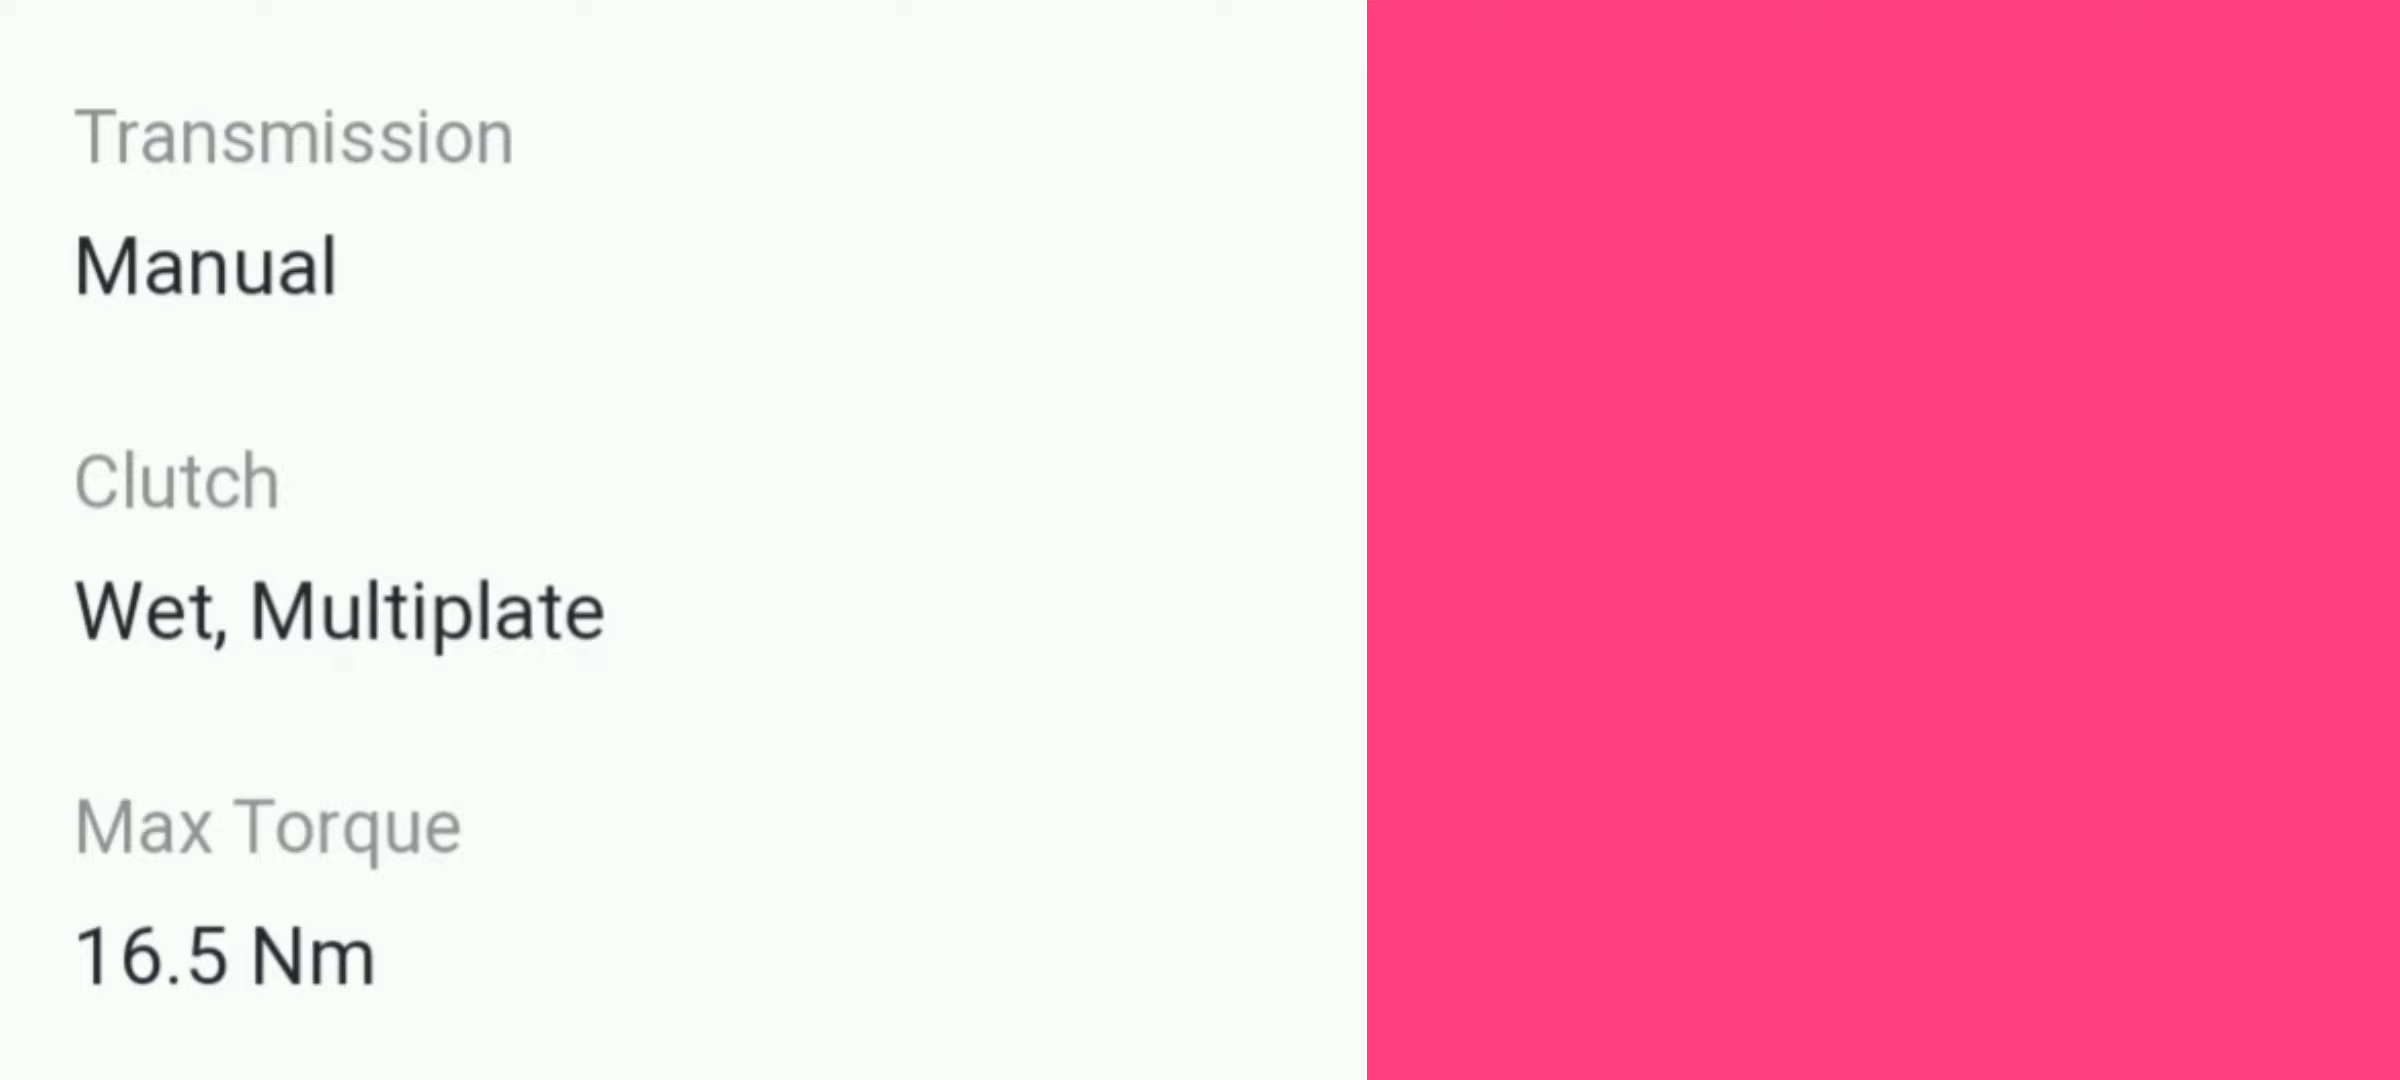 Transmission
Manual
Clutch
Wet, Multiplate
Max Torque
16.5 Nm